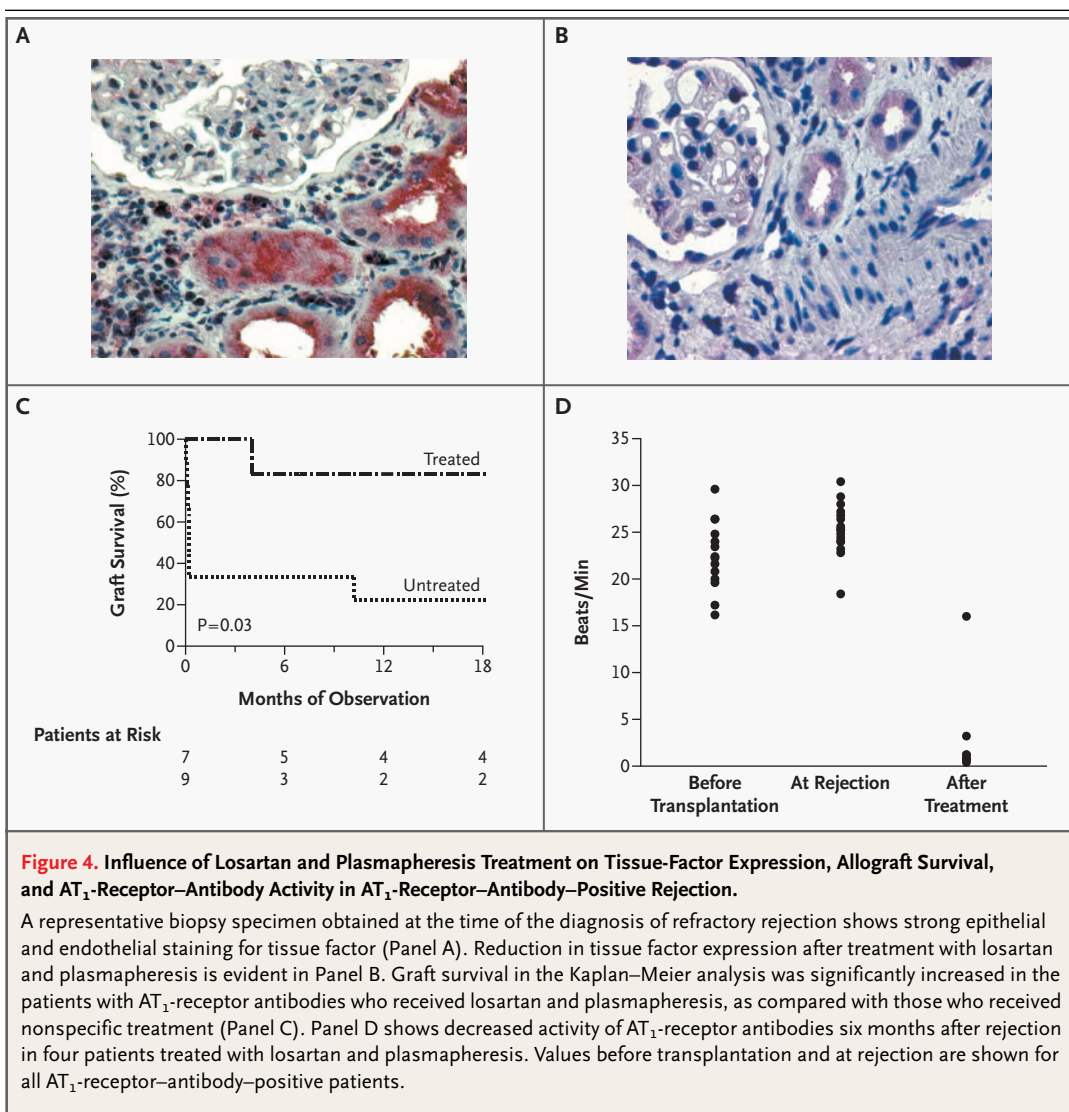 A
B
C
100
80
60
40
20
0
Graft Survival (%)
Treated
Untreated
P=0.03
0 6 12 18
Months of Observation
Patients at Risk
7 5 4 4
9 3 2 2
D
35
30
25
20
15
10
5
0
Beats/Min
Before
Transplantation
At Rejection
After
Treatment
Figure 4. Influence of Losartan and Plasmapheresis Treatment on Tissue-Factor Expression, Allograft Survival,
and AT₁-Receptor–Antibody Activity in AT₁-Receptor–Antibody–Positive Rejection.
A representative biopsy specimen obtained at the time of the diagnosis of refractory rejection shows strong epithelial
and endothelial staining for tissue factor (Panel A). Reduction in tissue factor expression after treatment with losartan
and plasmapheresis is evident in Panel B. Graft survival in the Kaplan–Meier analysis was significantly increased in the
patients with AT₁-receptor antibodies who received losartan and plasmapheresis, as compared with those who received
nonspecific treatment (Panel C). Panel D shows decreased activity of AT₁-receptor antibodies six months after rejection
in four patients treated with losartan and plasmapheresis. Values before transplantation and at rejection are shown for
all AT₁-receptor–antibody–positive patients.